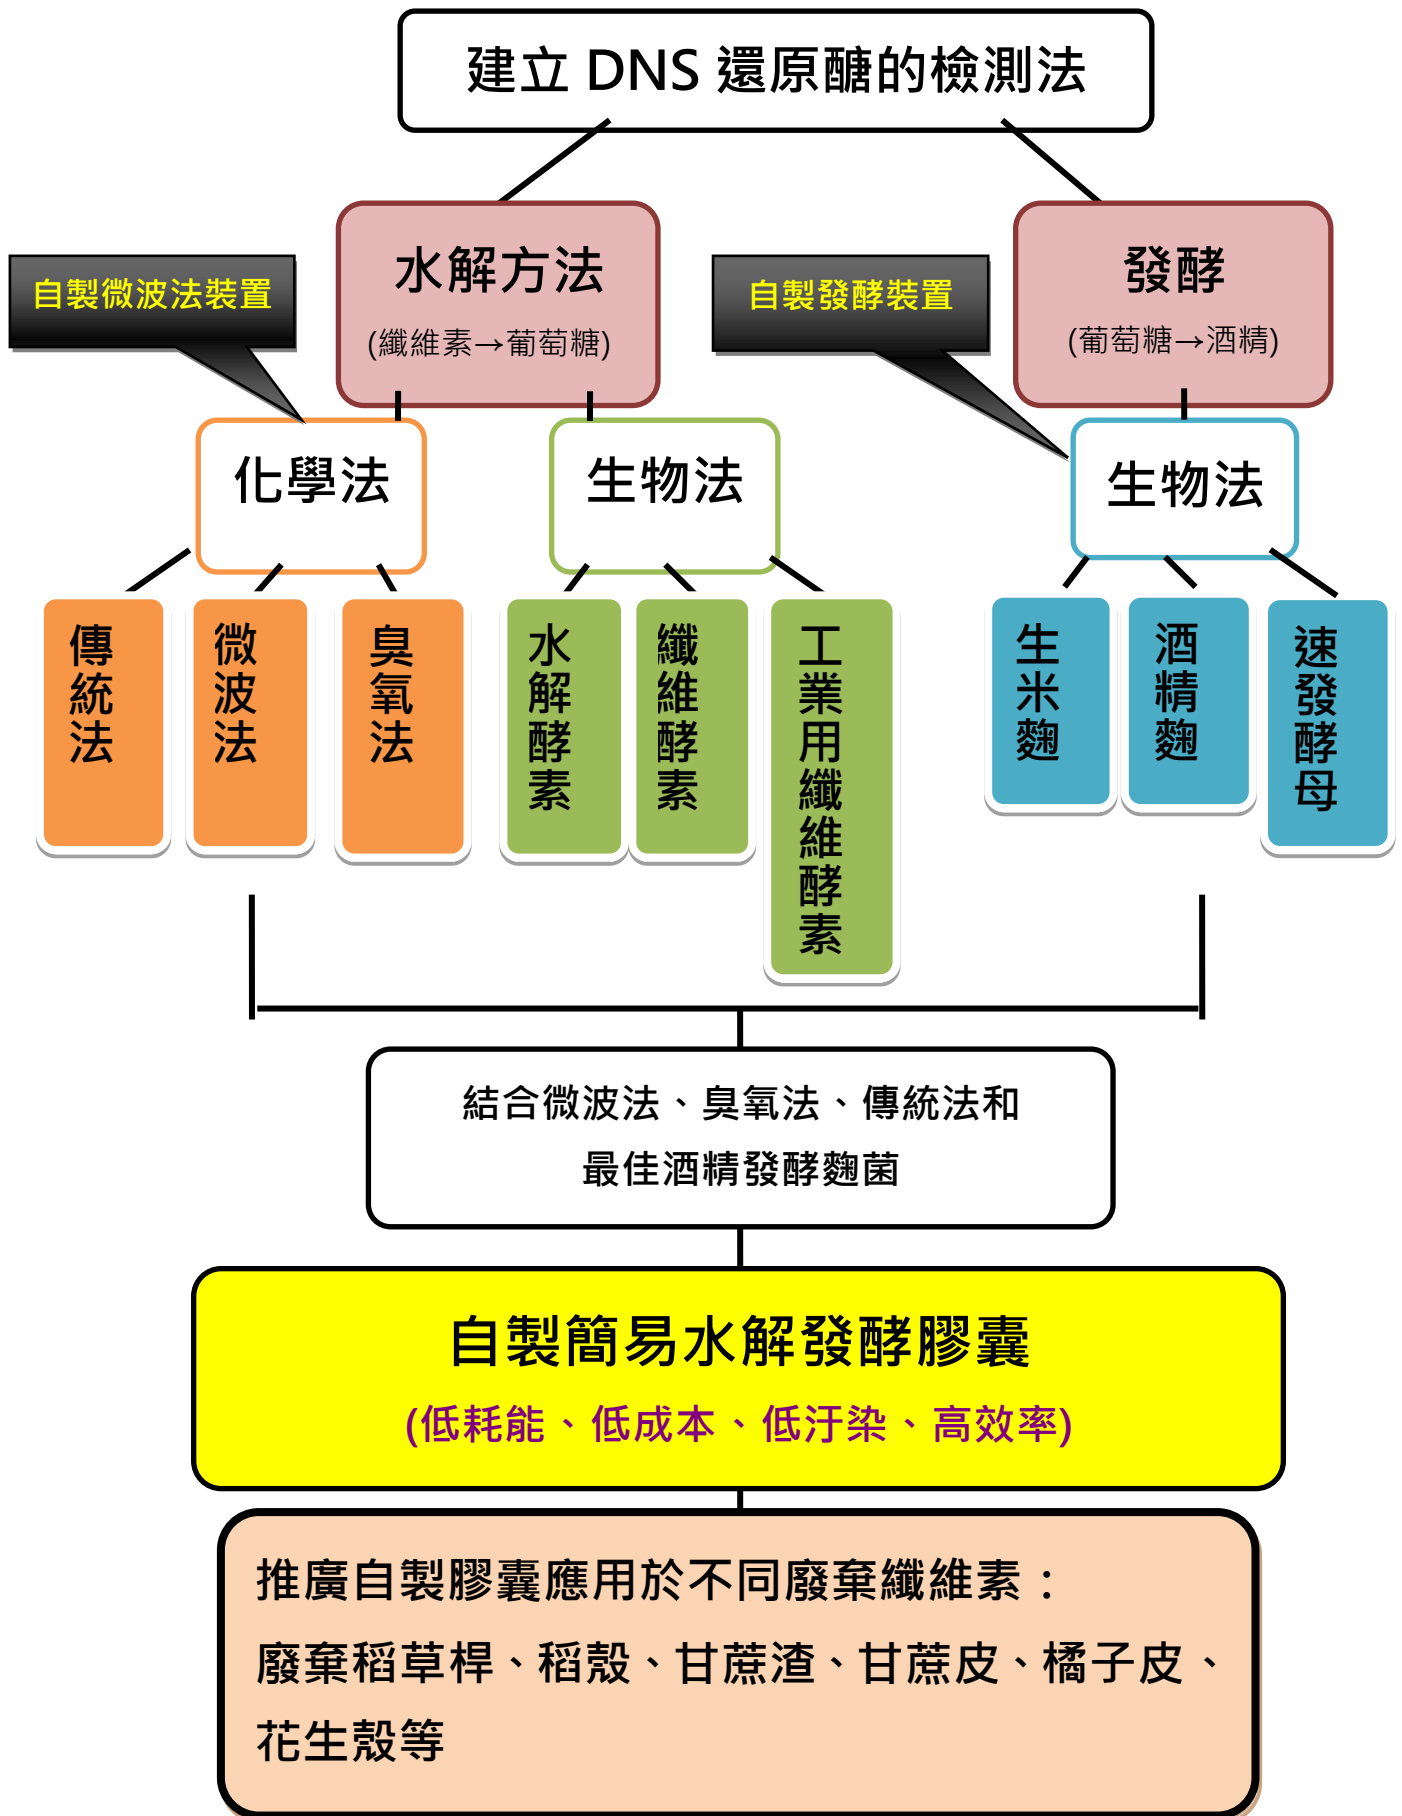 建立 DNS 還原醣的檢測法
水解方法
(纖維素→葡萄糖)
發酵
(葡萄糖→酒精)
自製微波法裝置
自製發酵裝置
化學法
生物法
生物法
傳統法
微波法
臭氧法
水解酵素
纖維酵素
工業用纖維酵素
生米麴
酒精麴
速發酵母
結合微波法、臭氧法、傳統法和
最佳酒精發酵麴菌
自製簡易水解發酵膠囊
(低耗能、低成本、低汙染、高效率)
推廣自製膠囊應用於不同廢棄纖維素：
廢棄稻草桿、稻殼、甘蔗渣、甘蔗皮、橘子皮、
花生殼等